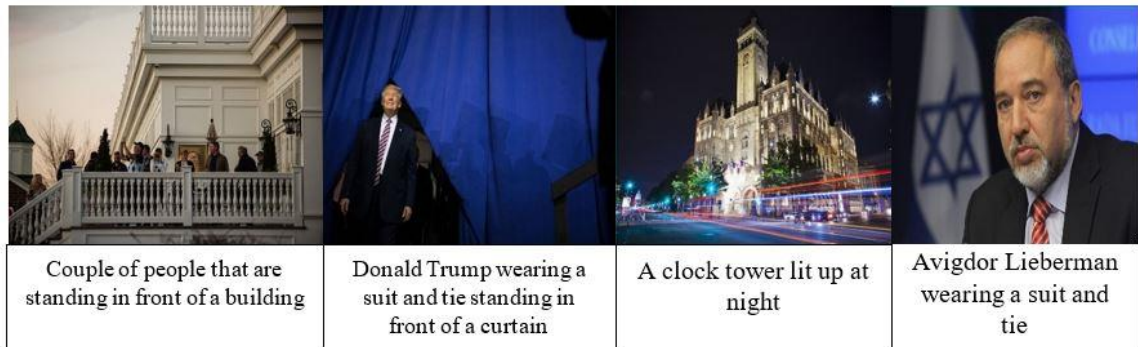 CONSEJ
Couple of people that are
standing in front of a building
Donald Trump wearing a
suit and tie standing in
front of a curtain
A clock tower lit up at
night
Avigdor Lieberman
wearing a suit and
tie